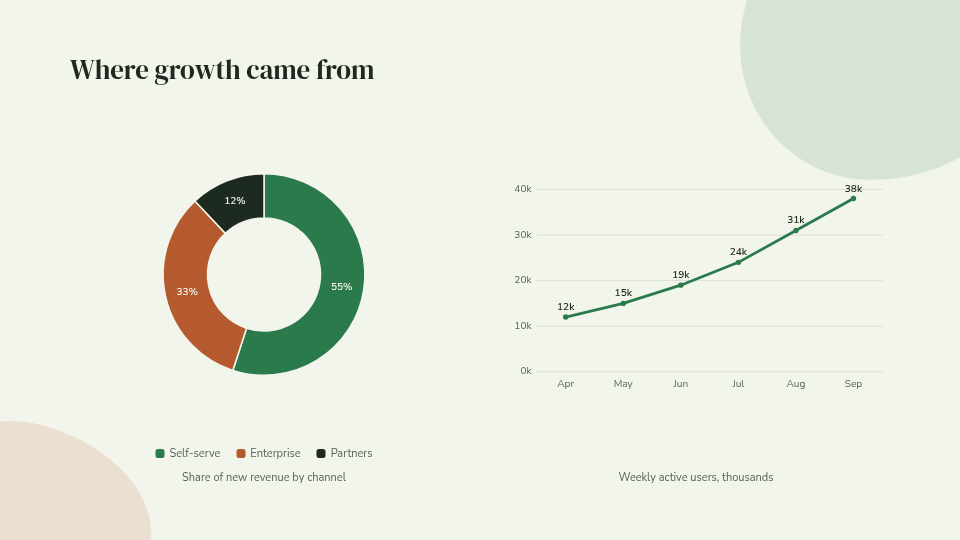 Where growth came from
12%
33%
55%
Self-serve Enterprise Partners
Share of new revenue by channel
40k
30k
20k
10k
0k
12k
15k
19k
24k
31k
38k
Apr May Jun Jul Aug Sep
Weekly active users, thousands